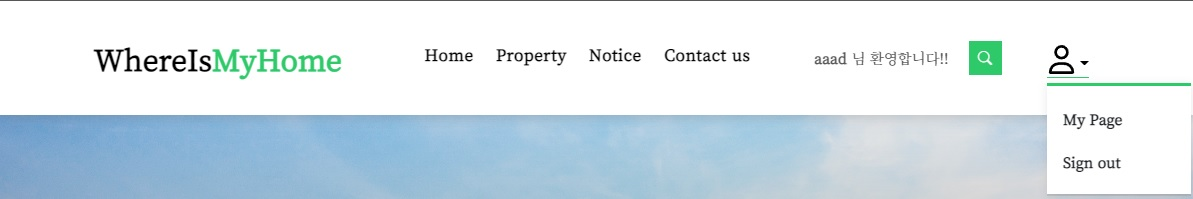 WhereIsMyHome Home Property Notice Contact us aaad 님 환영합니다!!
My Page
Sign out